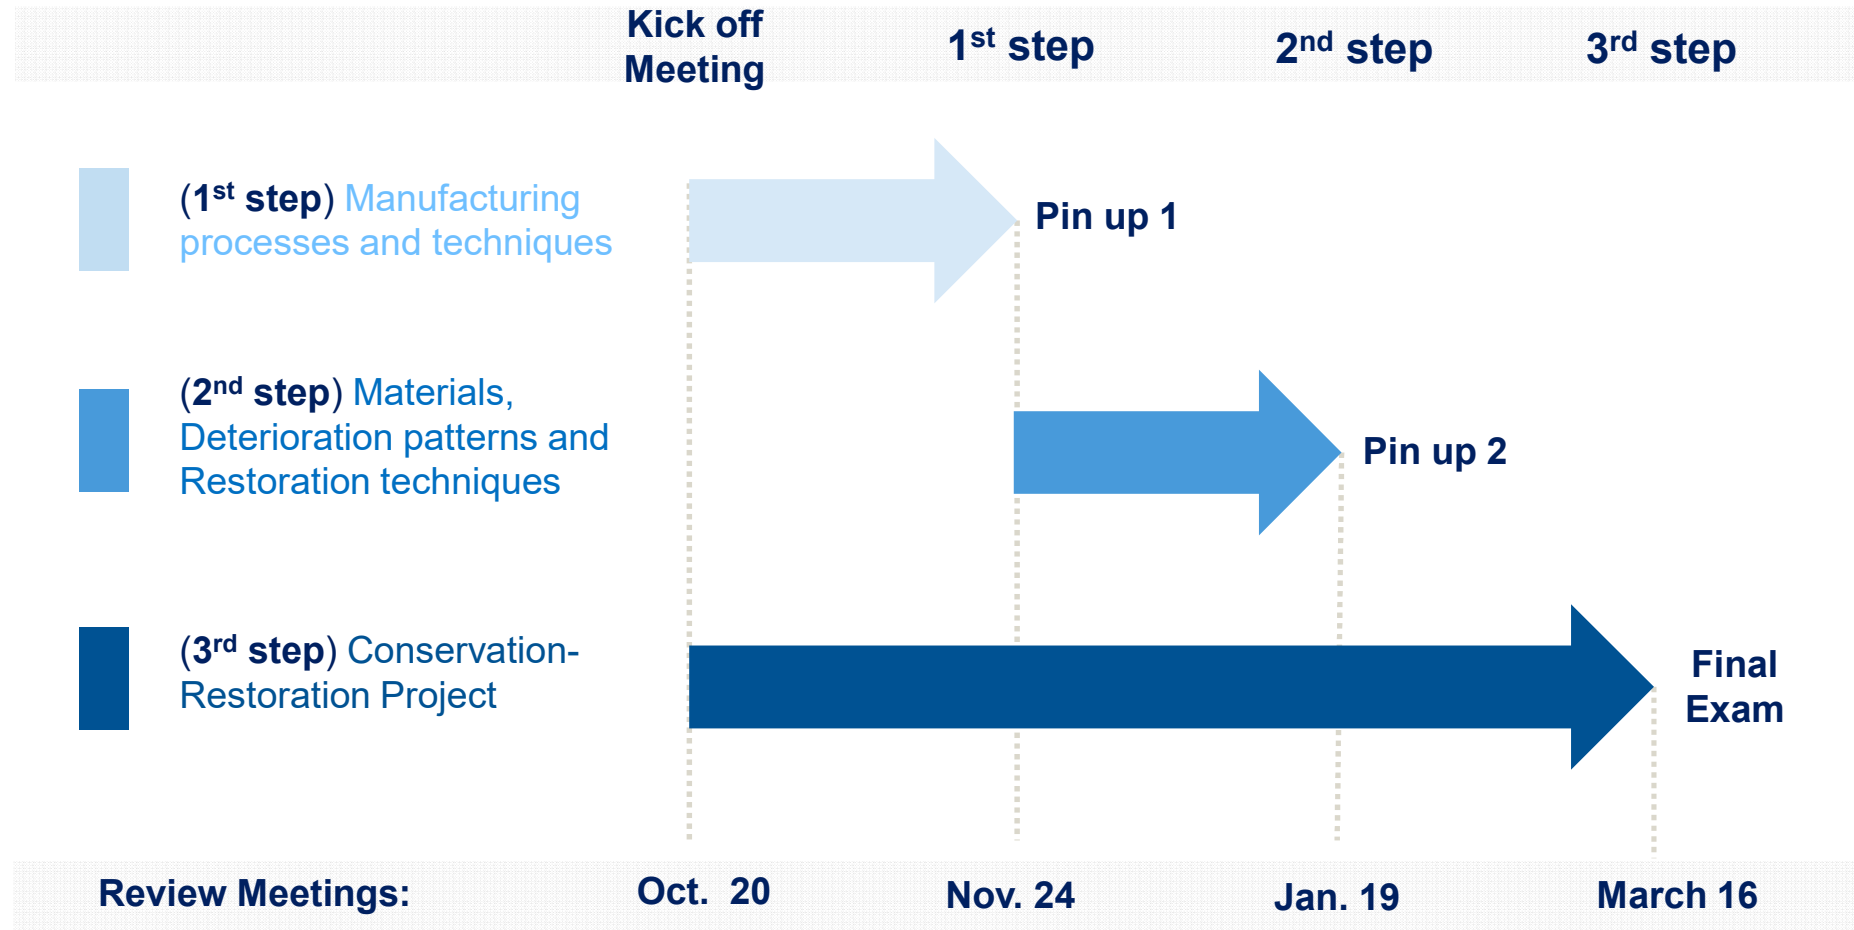 Kick off
Meeting
1st step
2nd step
3rd step
(1st step) Manufacturing
processes and techniques
Pin up 1
(2nd step) Materials,
Deterioration patterns and
Restoration techniques
Pin up 2
(3rd step) Conservation-
Restoration Project
Final
Exam
Review Meetings:
Oct. 20
Nov. 24
Jan. 19
March 16